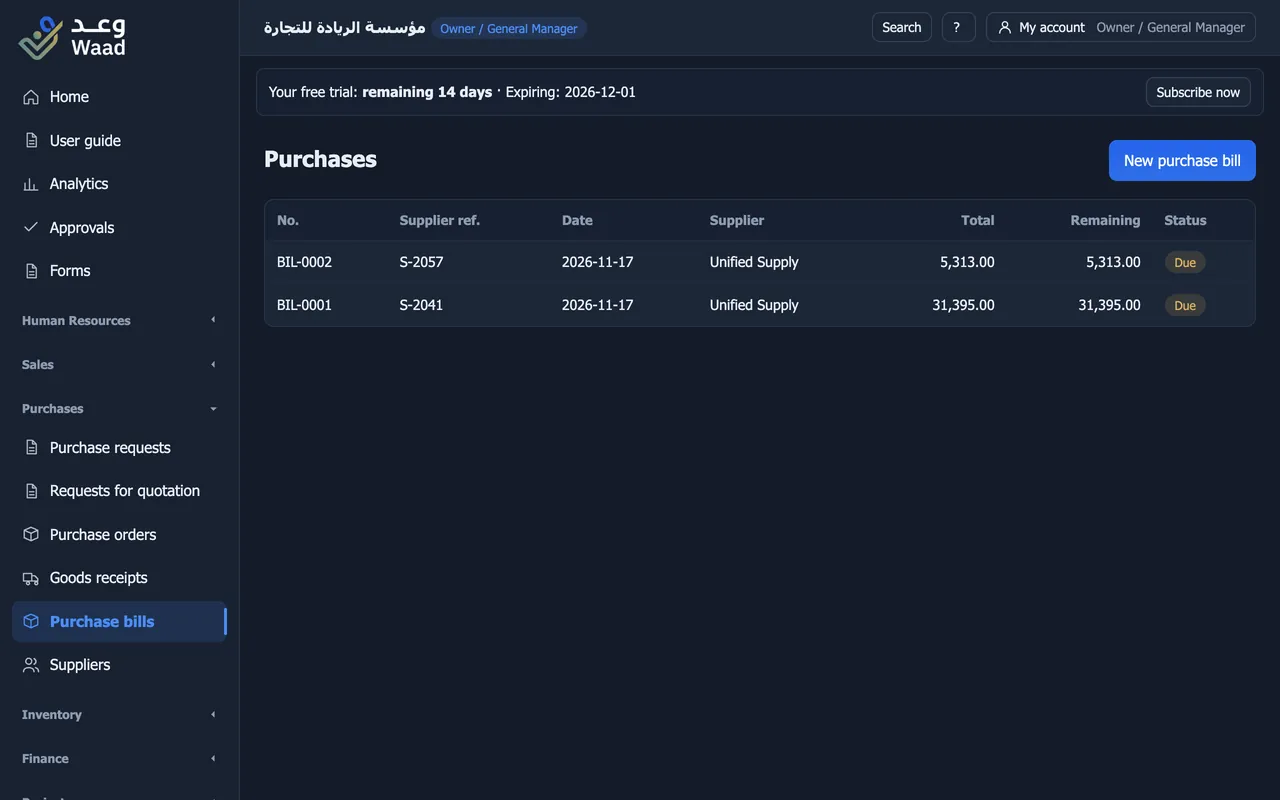 وعد
Waad
Home
User guide
Analytics
Approvals
Forms
Human Resources
Sales
Purchases
Purchase requests
Requests for quotation
Purchase orders
Goods receipts
Purchase bills
Suppliers
Inventory
Finance
مؤسسة الريادة للتجارة Owner / General Manager
Search ? My account Owner / General Manager
Your free trial: remaining 14 days · Expiring: 2026-12-01 Subscribe now
Purchases New purchase bill
No. Supplier ref. Date Supplier Total Remaining Status
BIL-0002 S-2057 2026-11-17 Unified Supply 5,313.00 5,313.00 Due
BIL-0001 S-2041 2026-11-17 Unified Supply 31,395.00 31,395.00 Due